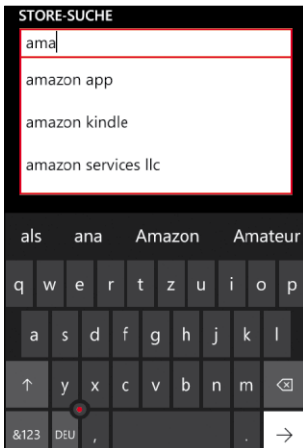 STORE-SUCHE
ama
amazon app
amazon kindle
amazon services llc
als ana Amazon Amateur
q w e r t z u i o p
a s d f g h j k l
↑ y x c v b n m
&123 DEU , . →